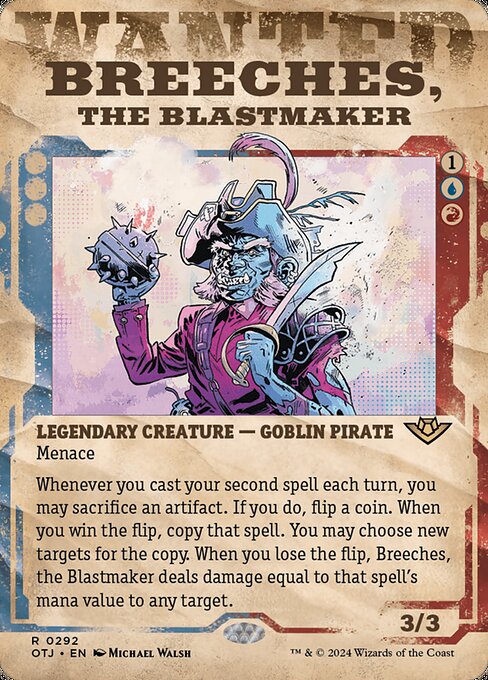 WANTED
BREECHES,
THE BLASTMAKER
1
LEGENDARY CREATURE — GOBLIN PIRATE
Menace
Whenever you cast your second spell each turn, you
may sacrifice an artifact. If you do, flip a coin. When
you win the flip, copy that spell. You may choose new
targets for the copy. When you lose the flip, Breeches,
the Blastmaker deals damage equal to that spell's
mana value to any target.
3/3
R 0292
OTJ • EN Michael Walsh
™ & © 2024 Wizards of the Coast